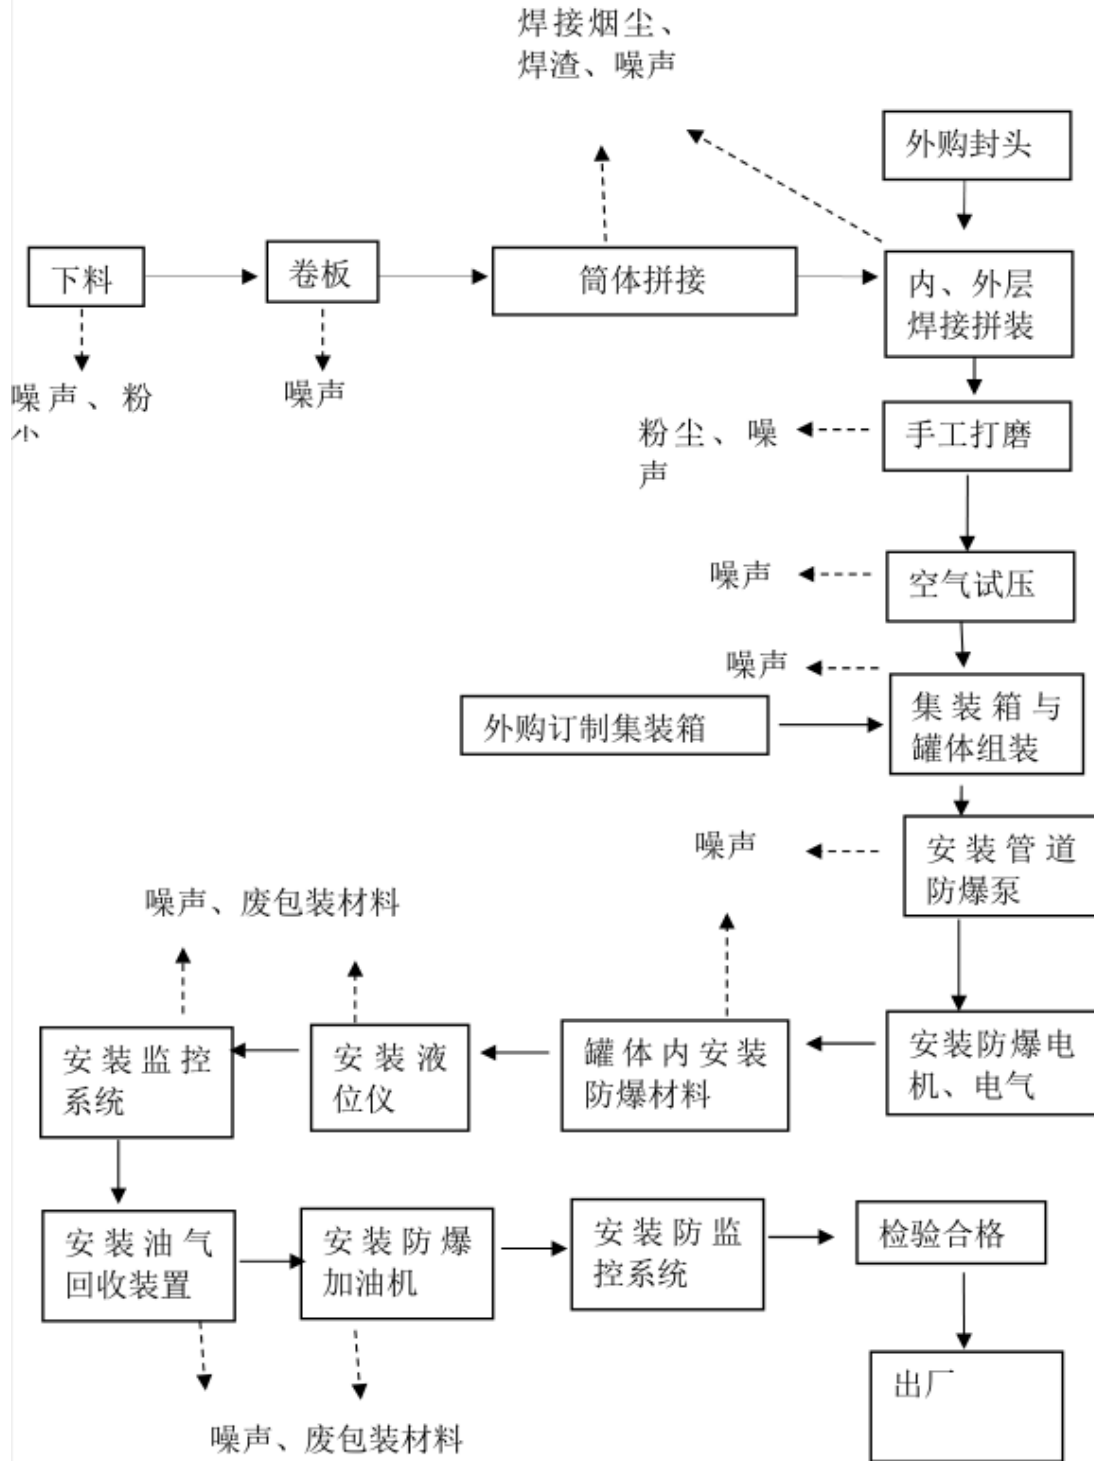 焊接烟尘、
焊渣、噪声
外购封头
下料
卷板
筒体拼接
内、外层
焊接拼装
噪声、粉
噪声
粉尘、噪
声
手工打磨
噪声
空气试压
噪声
外购订制集装箱
集装箱与
罐体组装
噪声
安装管道
防爆泵
噪声、废包装材料
安装监控
系统
安装液
位仪
罐体内安装
防爆材料
安装防爆电
机、电气
安装油气
回收装置
安装防爆
加油机
安装防监
控系统
检验合格
出厂
噪声、废包装材料